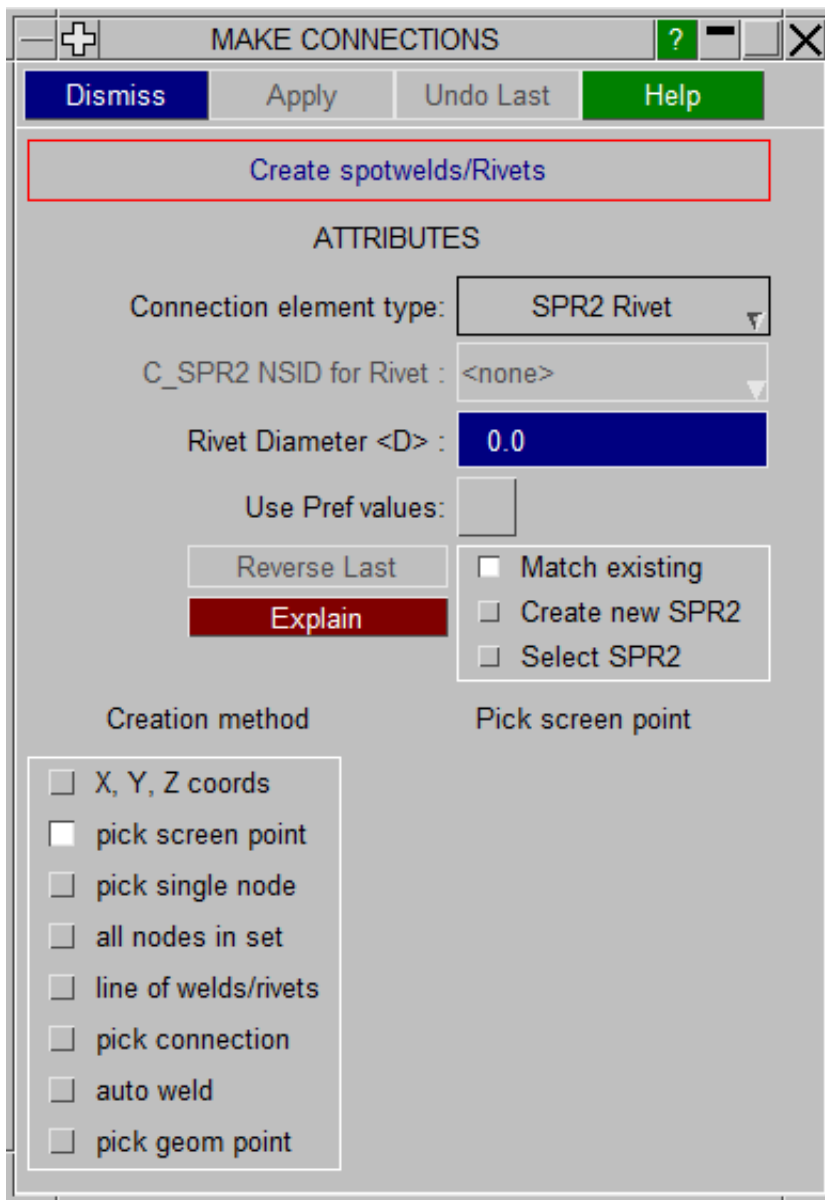 MAKE CONNECTIONS ?
Dismiss Apply Undo Last Help
Create spotwelds/Rivets
ATTRIBUTES
Connection element type: SPR2 Rivet
C_SPR2 NSID for Rivet : <none>
Rivet Diameter <D> : 0.0
Use Pref values:
Reverse Last Match existing
Explain Create new SPR2
Select SPR2
Creation method Pick screen point
X, Y, Z coords
pick screen point
pick single node
all nodes in set
line of welds/rivets
pick connection
auto weld
pick geom point